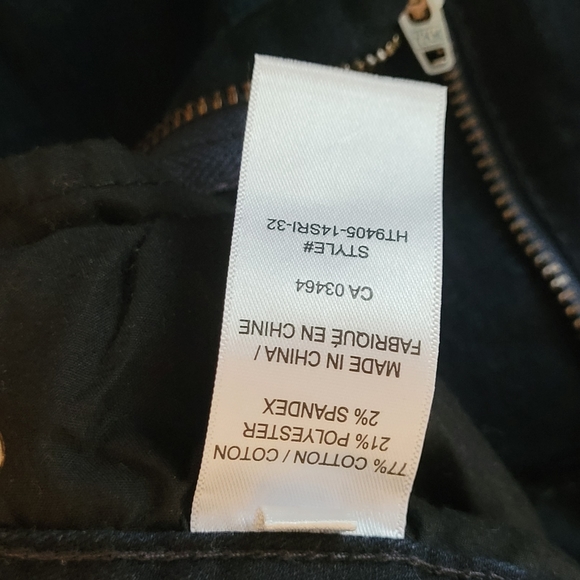 77% COTTON / COTON
21% POLYESTER
2% SPANDEX
MADE IN CHINA /
FABRIQUÉ EN CHINE
CA 03464
STYLE#
HT9405-14SRI-32